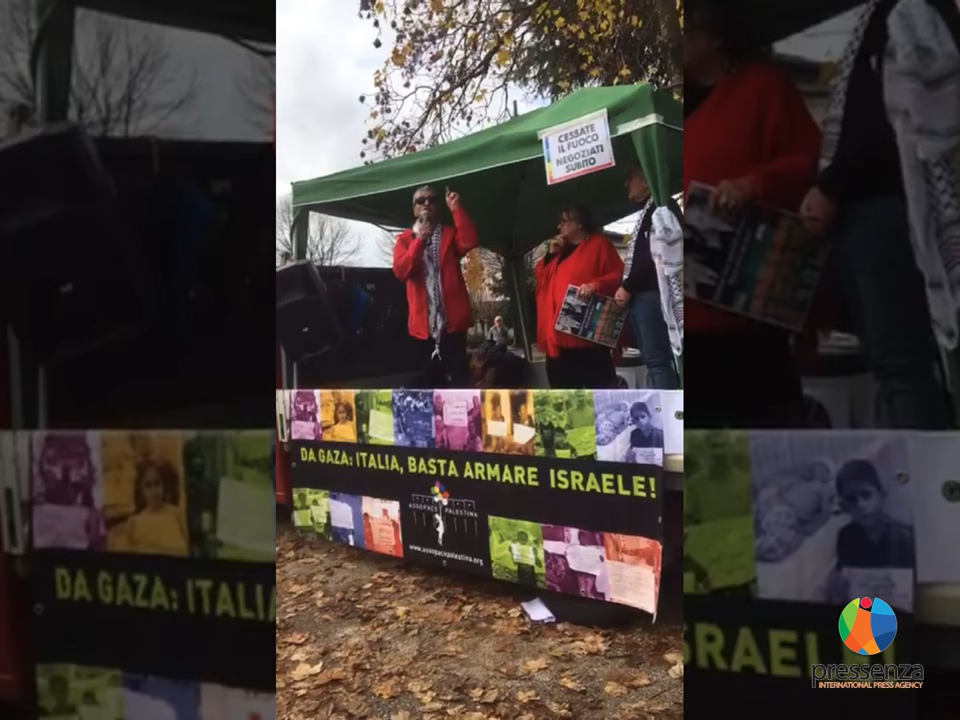 CESSATE
IL FUOCO
NEGOZIATI
SUBITO
DA GAZA: ITALIA, BASTA ARMARE ISRAELE!
ASSOPACE PALESTINA
www.assopacepalestina.org
DA GAZA: ITALIA
SRAEL
pressenza
INTERNATIONAL PRESS AGENCY